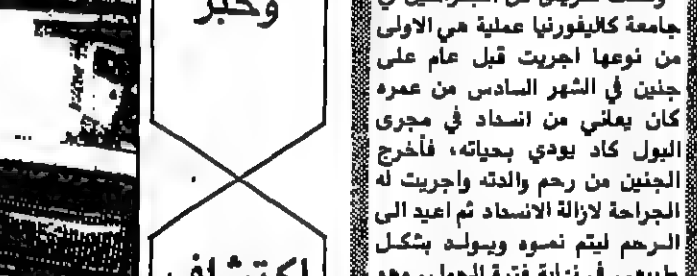 وخبر
اكتشاف
جامعة كاليفورنيا عملية هي الاولى
من نوعها اجريت قبل عام على
جنين في الشهر السادس من عمره
كان يعاني من انسداد في مجرى
البول كاد يودي بحياته، فأخرج
الجنين من رحم والدته واجريت له
الجراحة لازالة الانسداد ثم اعيد الى
الرحم ليتم نموه ويولد بشكل